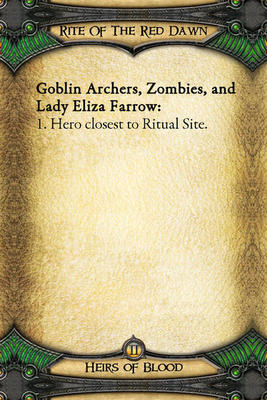 Rite Of The Red Dawn
Goblin Archers, Zombies, and
Lady Eliza Farrow:
1. Hero closest to Ritual Site.
II
Heirs of Blood